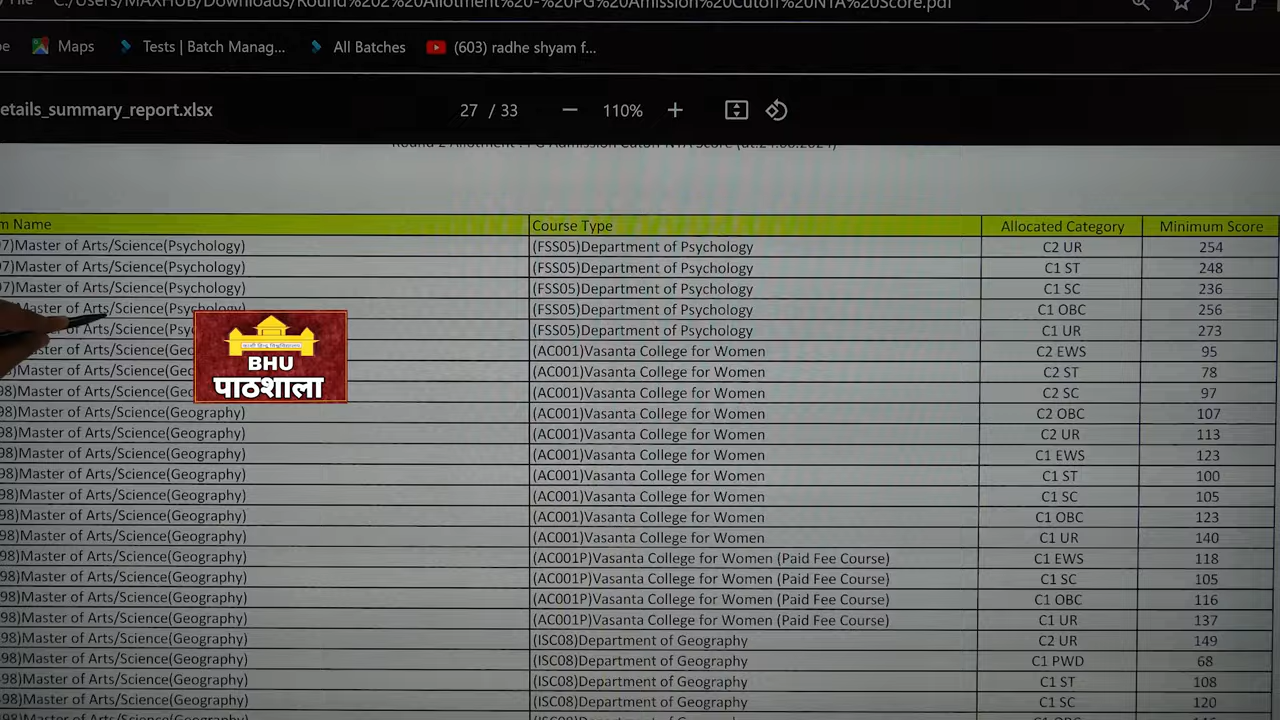 File C:/Users/MAXHUB/Downloads/Round%202%20Allotment%20-%20PG%20Amission%20Cutoff%20NTA%20Score.pdf
Maps Tests | Batch Manag... All Batches (603) radhe shyam f...
etails_summary_report.xlsx 27 / 33 110%
Round 2 Allotment : PG Admission Cutoff NTA Score
m Name Course Type Allocated Category Minimum Score
97)Master of Arts/Science(Psychology) (FSS05)Department of Psychology C2 UR 254
97)Master of Arts/Science(Psychology) (FSS05)Department of Psychology C1 ST 248
97)Master of Arts/Science(Psychology) (FSS05)Department of Psychology C1 SC 236
Master of Arts/Science(Psychology) (FSS05)Department of Psychology C1 OBC 256
of Arts/Science(Psy (FSS05)Department of Psychology C1 UR 273
Master of Arts/Science(Geo (AC001)Vasanta College for Women C2 EWS 95
98)Master of Arts/Science(Geo (AC001)Vasanta College for Women C2 ST 78
98)Master of Arts/Science(Geo (AC001)Vasanta College for Women C2 SC 97
98)Master of Arts/Science(Geography) (AC001)Vasanta College for Women C2 OBC 107
98)Master of Arts/Science(Geography) (AC001)Vasanta College for Women C2 UR 113
98)Master of Arts/Science(Geography) (AC001)Vasanta College for Women C1 EWS 123
98)Master of Arts/Science(Geography) (AC001)Vasanta College for Women C1 ST 100
98)Master of Arts/Science(Geography) (AC001)Vasanta College for Women C1 SC 105
98)Master of Arts/Science(Geography) (AC001)Vasanta College for Women C1 OBC 123
98)Master of Arts/Science(Geography) (AC001)Vasanta College for Women C1 UR 140
98)Master of Arts/Science(Geography) (AC001P)Vasanta College for Women (Paid Fee Course) C1 EWS 118
98)Master of Arts/Science(Geography) (AC001P)Vasanta College for Women (Paid Fee Course) C1 SC 105
98)Master of Arts/Science(Geography) (AC001P)Vasanta College for Women (Paid Fee Course) C1 OBC 116
98)Master of Arts/Science(Geography) (AC001P)Vasanta College for Women (Paid Fee Course) C1 UR 137
98)Master of Arts/Science(Geography) (ISC08)Department of Geography C2 UR 149
98)Master of Arts/Science(Geography) (ISC08)Department of Geography C1 PWD 68
98)Master of Arts/Science(Geography) (ISC08)Department of Geography C1 ST 108
98)Master of Arts/Science(Geography) (ISC08)Department of Geography C1 SC 120
BHU
पाठशाला